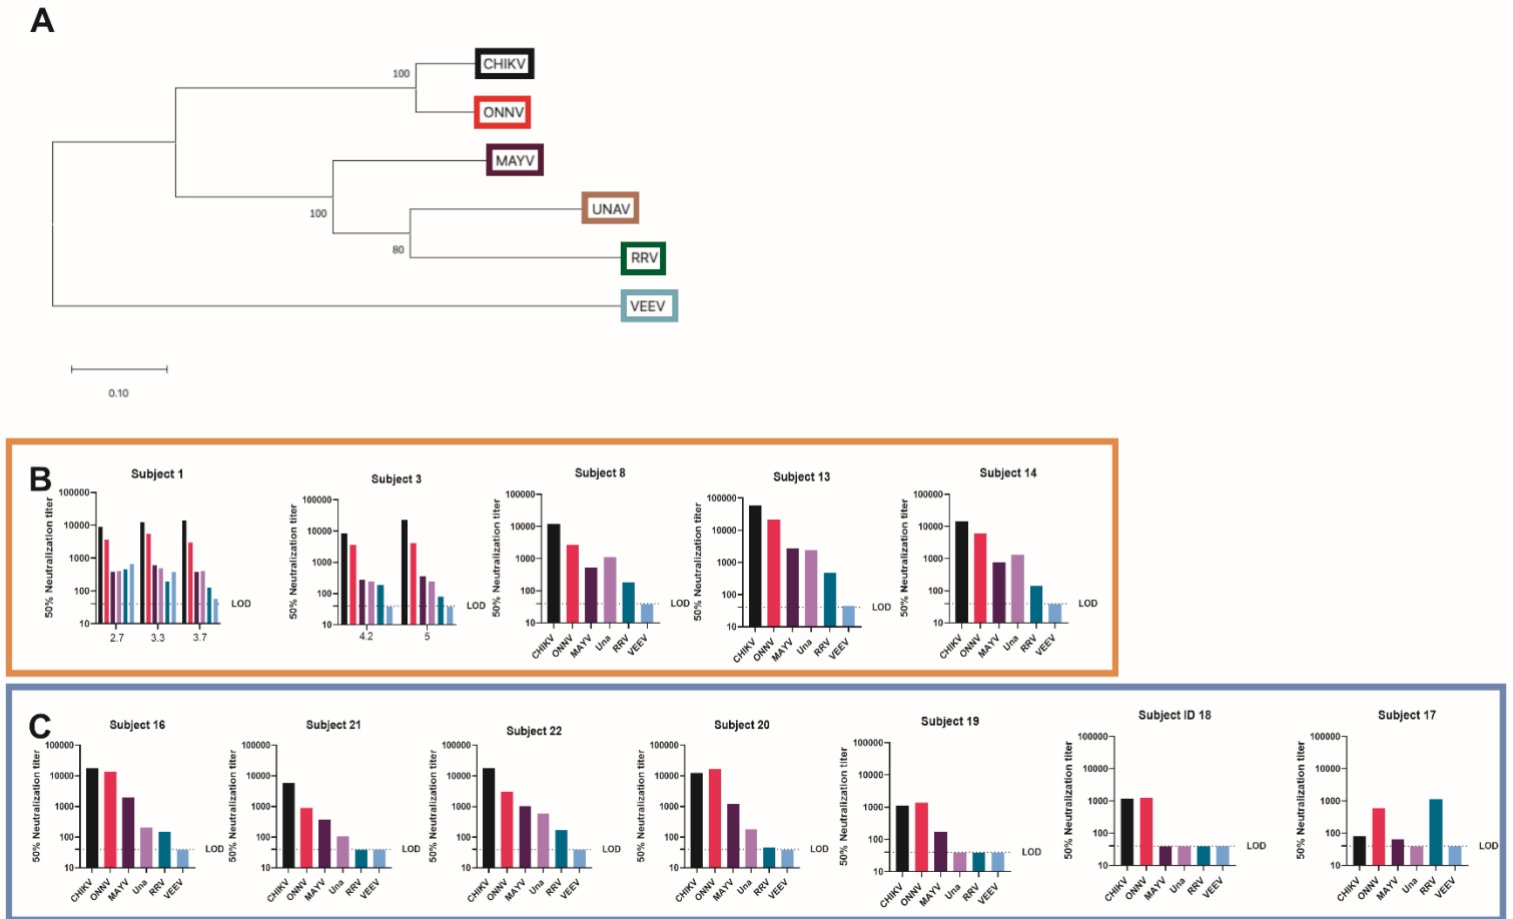 A
CHIKV
100
ONNV
MAYV
100
UNAV
80
RRV
VEEV
0.10
B
Subject 1
50% Neutralization titer
100000
10000
1000
100
10
2.7 3.3 3.7
LOD
Subject 3
50% Neutralization titer
100000
10000
1000
100
10
4.2 5
LOD
Subject 8
50% Neutralization titer
100000
10000
1000
100
10
CHIKV ONNV MAYV Una RRV VEEV
LOD
Subject 13
50% Neutralization titer
100000
10000
1000
100
10
CHIKV ONNV MAYV Una RRV VEEV
LOD
Subject 14
50% Neutralization titer
100000
10000
1000
100
10
CHIKV ONNV MAYV Una RRV VEEV
LOD
C
Subject 16
50% Neutralization titer
100000
10000
1000
100
10
CHIKV ONNV MAYV Una RRV VEEV
LOD
Subject 21
50% Neutralization titer
100000
10000
1000
100
10
CHIKV ONNV MAYV Una RRV VEEV
LOD
Subject 22
50% Neutralization titer
100000
10000
1000
100
10
CHIKV ONNV MAYV Una RRV VEEV
LOD
Subject 20
50% Neutralization titer
100000
10000
1000
100
10
CHIKV ONNV MAYV Una RRV VEEV
LOD
Subject 19
50% Neutralization titer
100000
10000
1000
100
10
CHIKV ONNV MAYV Una RRV VEEV
LOD
Subject ID 18
50% Neutralization titer
100000
10000
1000
100
10
CHIKV ONNV MAYV Una RRV VEEV
LOD
Subject 17
50% Neutralization titer
100000
10000
1000
100
10
CHIKV ONNV MAYV Una RRV VEEV
LOD